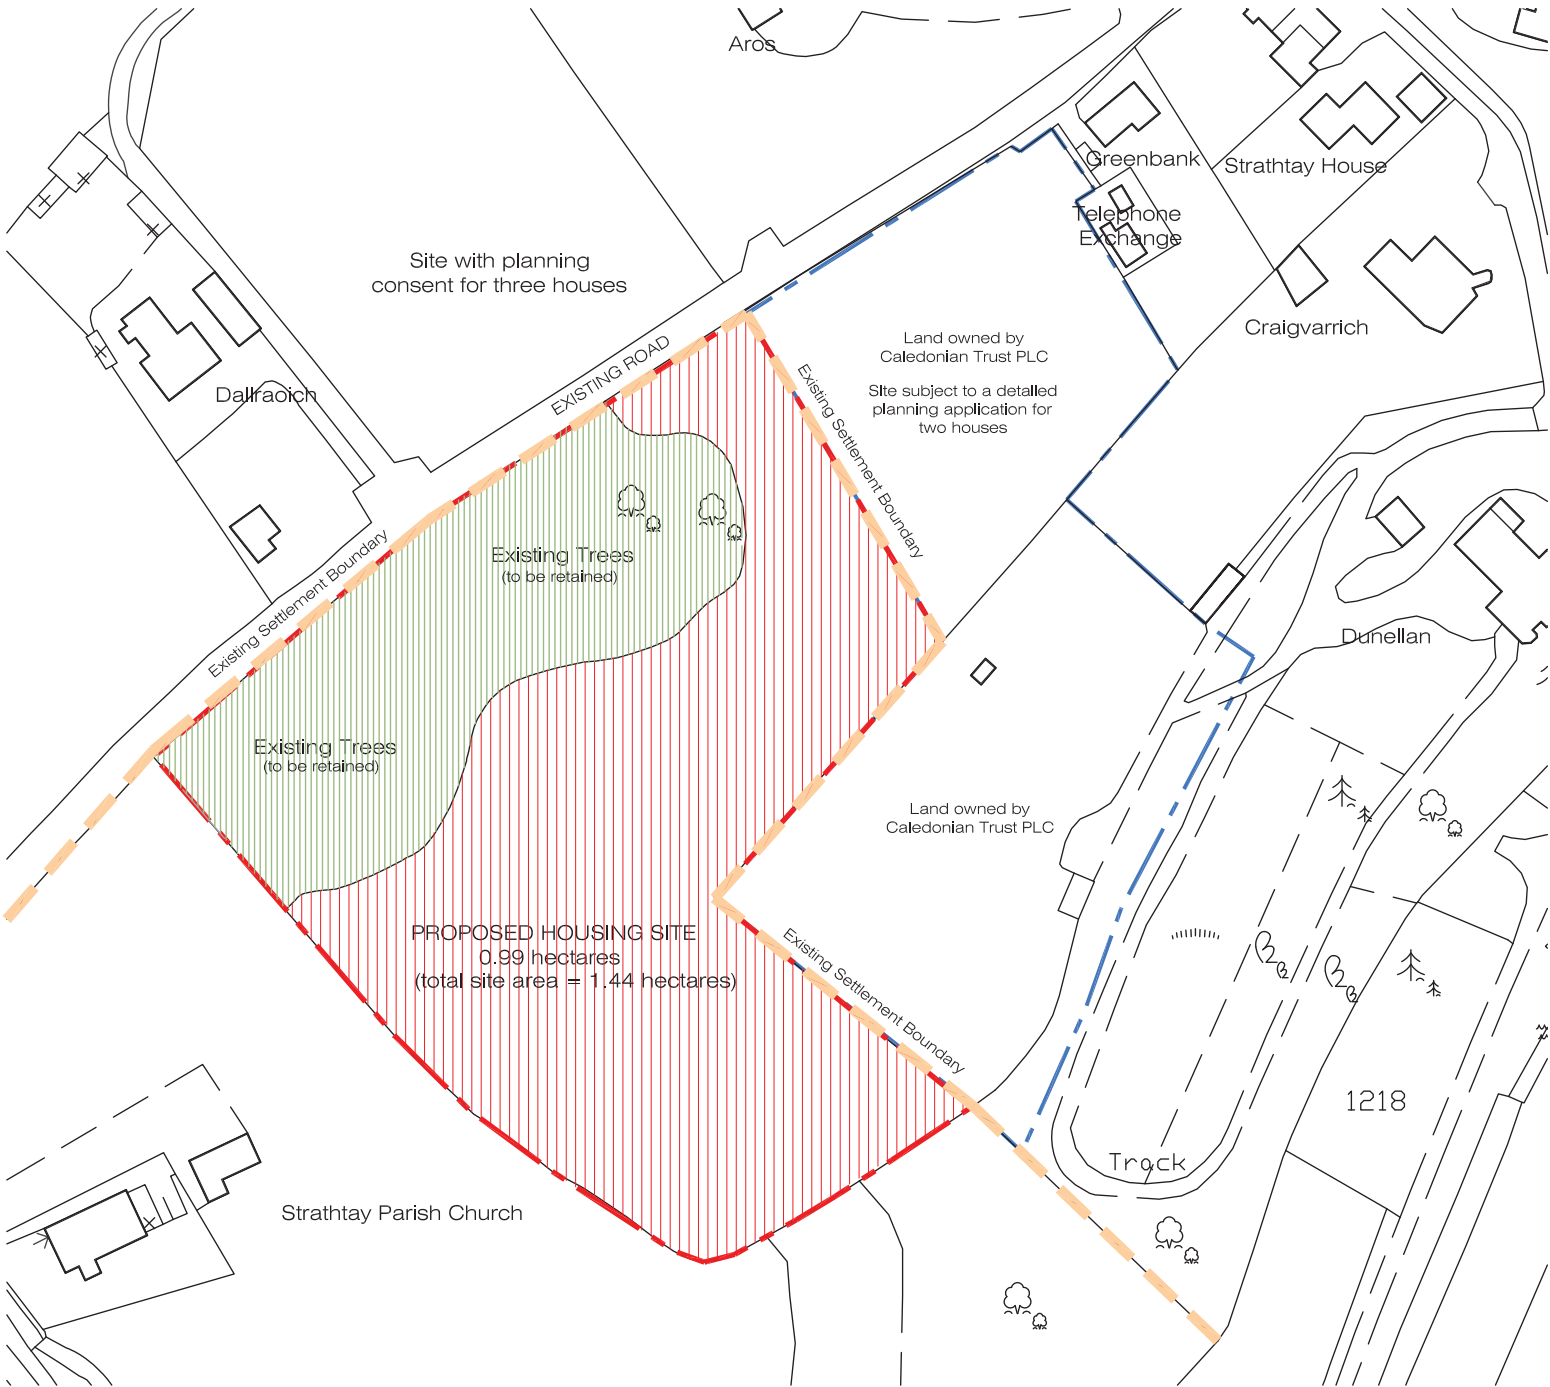 Aros
Greenbank
Strathtay House
Telephone
Exchange
Site with planning
consent for three houses
Craigvarrich
Land owned by
Caledonian Trust PLC
Site subject to a detailed
planning application for
two houses
EXISTING ROAD
Dallraoich
Existing Settlement Boundary
Existing Settlement Boundary
Existing Trees
(to be retained)
Dunellan
Existing Trees
(to be retained)
Land owned by
Caledonian Trust PLC
PROPOSED HOUSING SITE
0.99 hectares
(total site area = 1.44 hectares)
Existing Settlement Boundary
1218
Track
Strathtay Parish Church